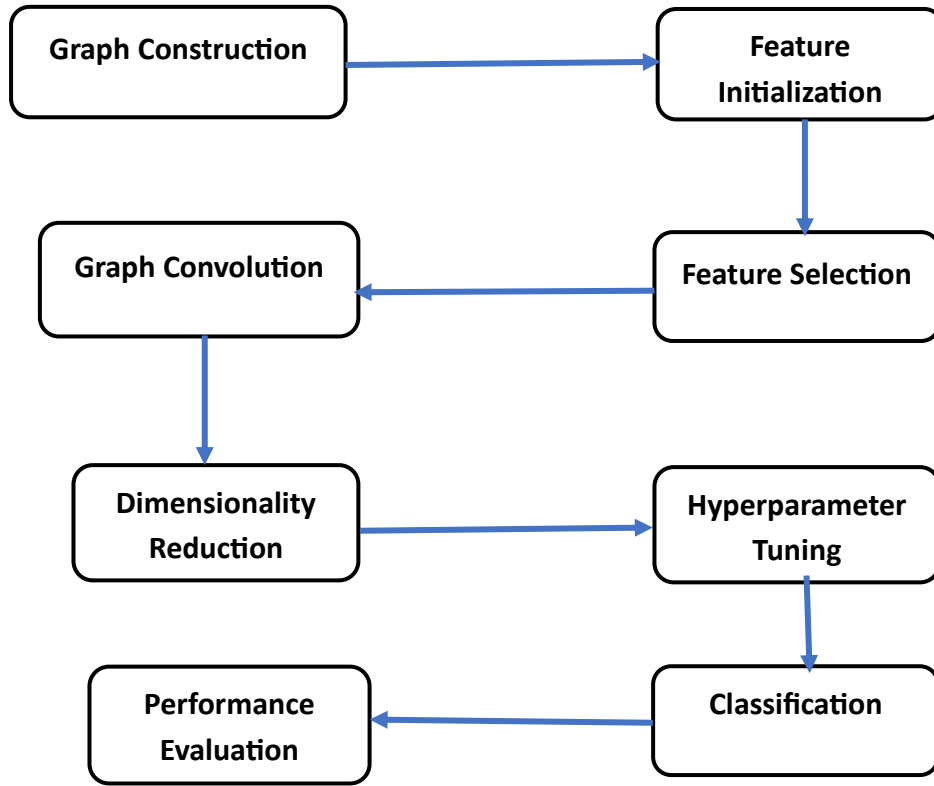 Graph Construction
Feature
Initialization
Feature Selection
Graph Convolution
Dimensionality
Reduction
Hyperparameter
Tuning
Classification
Performance
Evaluation